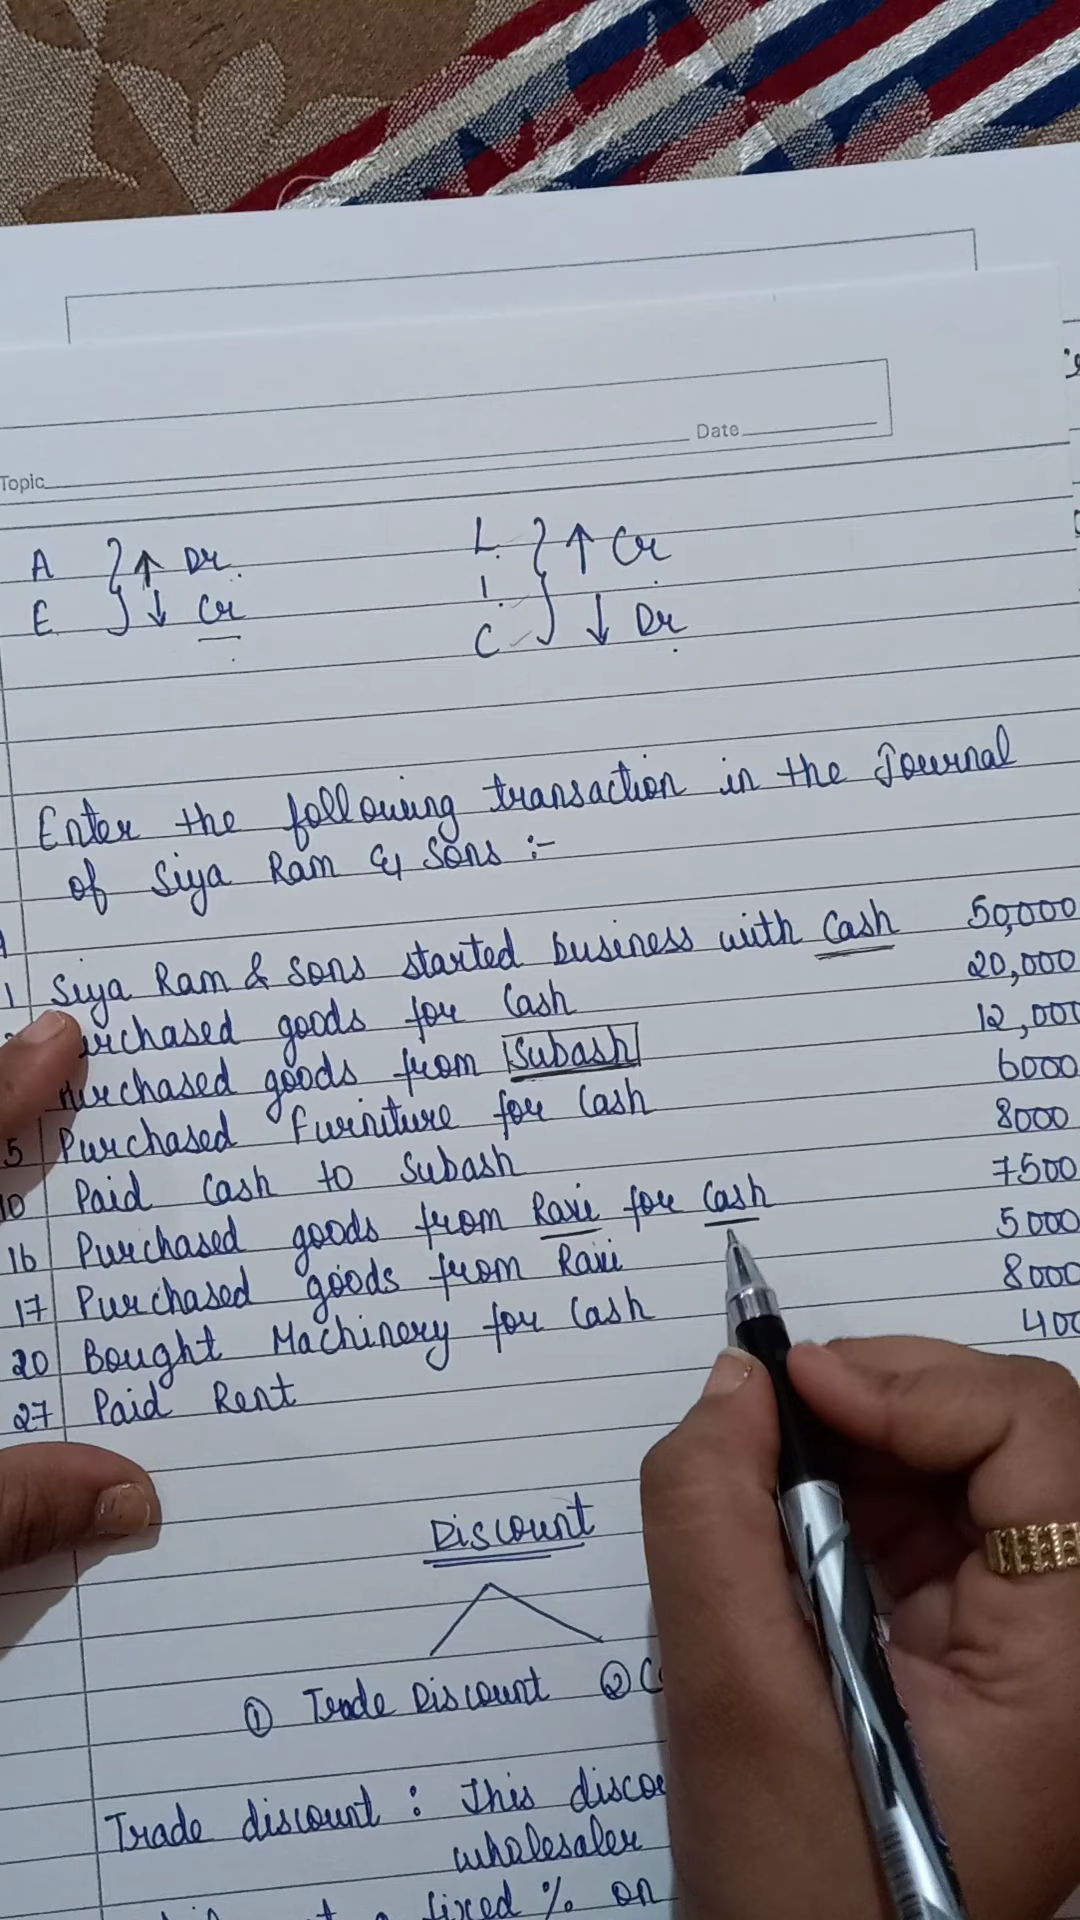 Topic Date
A ↑ Dr. L ↑ Cr
E ↓ Cr I
C ↓ Dr
Enter the following transaction in the Journal
of Siya Ram & Sons :-
1 Siya Ram & Sons started business with Cash 50,000
goods for Cash 20,000
goods from Subash 12,000
5 Purchased Furniture for Cash 6000
10 Paid Cash to Subash 8000
16 Purchased goods from Ravi for Cash 7500
17 Purchased goods from Ravi 5000
20 Bought Machinery for Cash 8000
27 Paid Rent 400
Discount
① Trade Discount ②
Trade discount : This
wholesaler
fixed % on